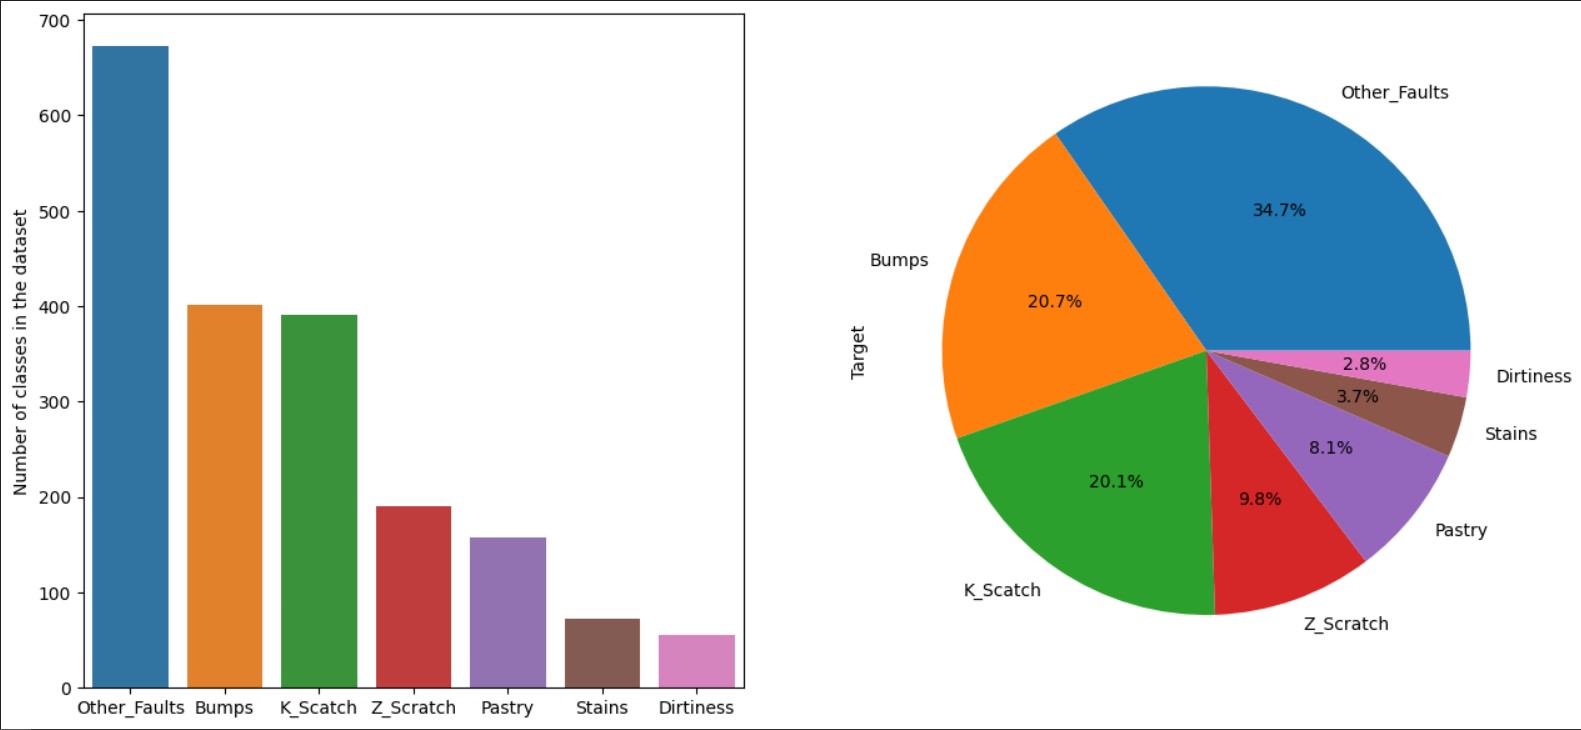 700
600
500
400
300
200
100
0
Number of classes in the dataset
Other_Faults Bumps K_Scatch Z_Scratch Pastry Stains Dirtiness
Other_Faults
34.7%
Bumps
20.7%
Target
2.8%
Dirtiness
3.7%
Stains
8.1%
20.1%
9.8%
Pastry
K_Scatch
Z_Scratch